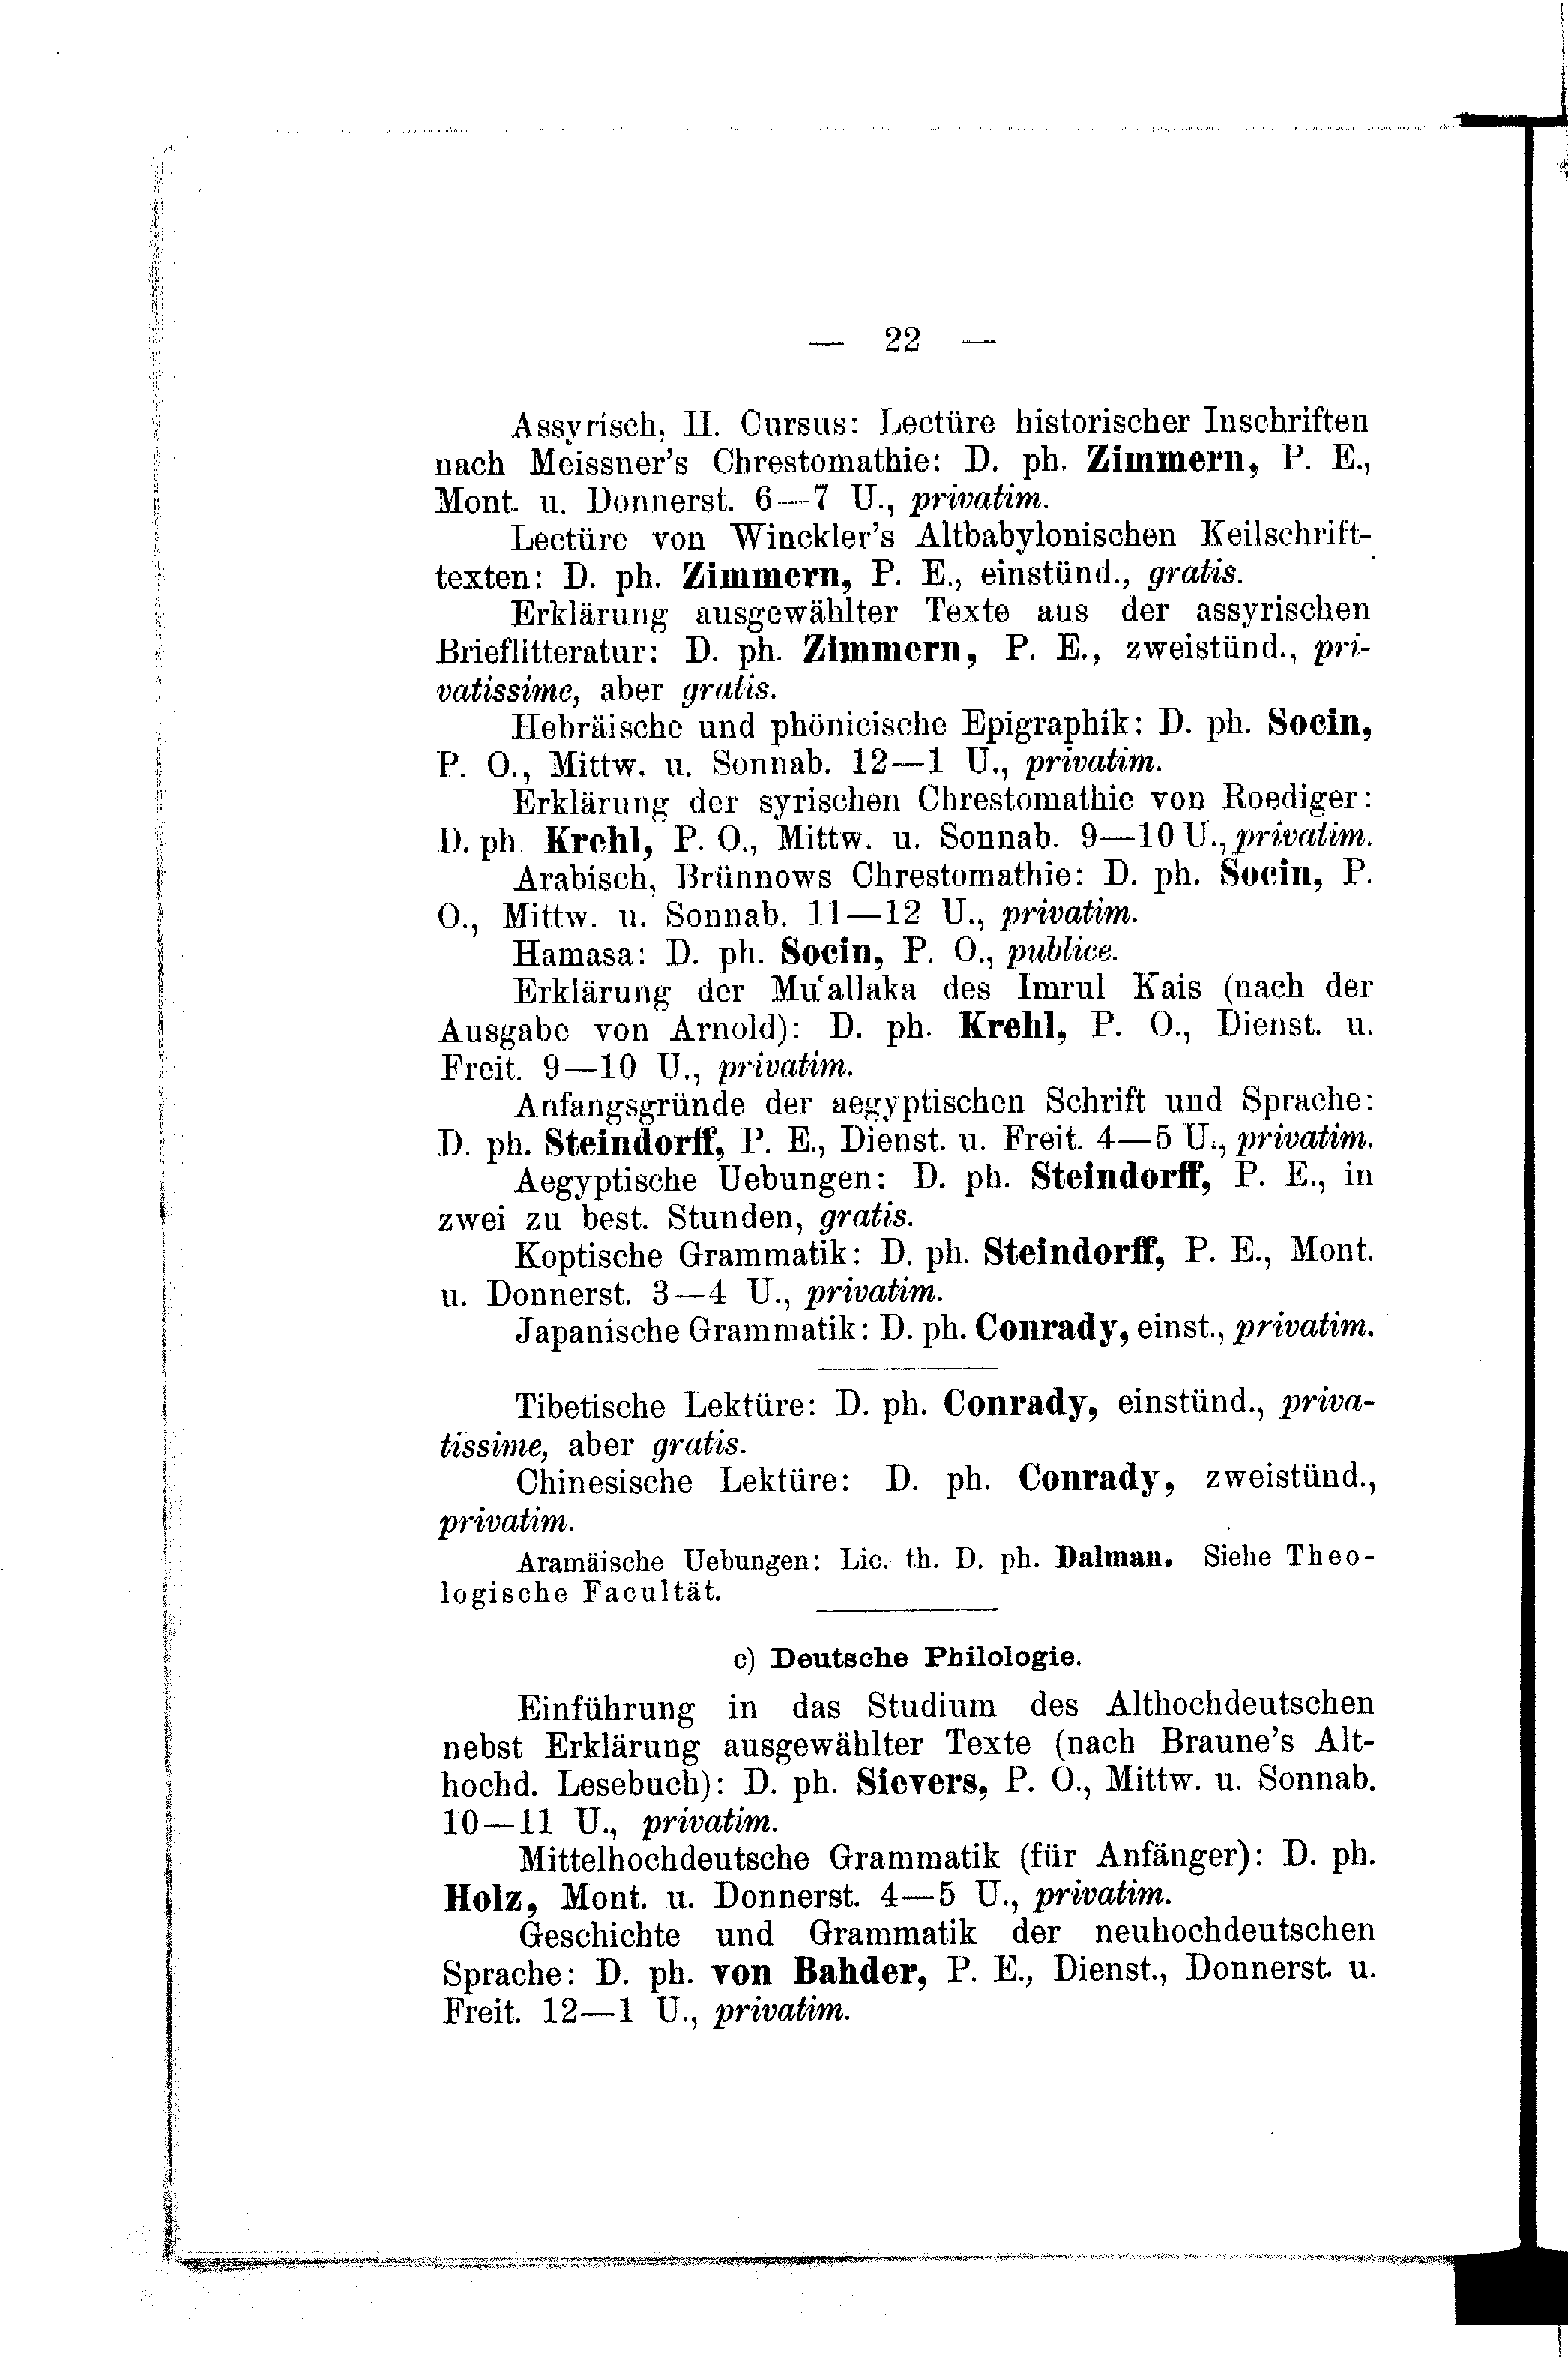 — 22 —
Assyrisch, II. Cursus: Lectüre historischer Inschriften
nach Meissner's Chrestomathie: D. ph. Zimmern, P. E.,
Mont. u. Donnerst. 6—7 U., privatim.
Lectüre von Winckler's Altbabylonischen Keilschrift-
texten: D. ph. Zimmern, P. E., einstünd., gratis.
Erklärung ausgewählter Texte aus der assyrischen
Brieflitteratur: D. ph. Zimmern, P. E., zweistünd., pri-
vatissime, aber gratis.
Hebräische und phönicische Epigraphik: D. ph. Socin,
P. O., Mittw. u. Sonnab. 12—1 U., privatim.
Erklärung der syrischen Chrestomathie von Roediger:
D. ph. Krehl, P. O., Mittw. u. Sonnab. 9—10 U., privatim.
Arabisch, Brünnows Chrestomathie: D. ph. Socin, P.
O., Mittw. u. Sonnab. 11—12 U., privatim.
Hamasa: D. ph. Socin, P. O., publice.
Erklärung der Mu‘allaka des Imrul Kais (nach der
Ausgabe von Arnold): D. ph. Krehl, P. O., Dienst. u.
Freit. 9—10 U., privatim.
Anfangsgründe der aegyptischen Schrift und Sprache:
D. ph. Steindorff, P. E., Dienst. u. Freit. 4—5 U., privatim.
Aegyptische Uebungen: D. ph. Steindorff, P. E., in
zwei zu best. Stunden, gratis.
Koptische Grammatik: D. ph. Steindorff, P. E., Mont.
u. Donnerst. 3—4 U., privatim.
Japanische Grammatik: D. ph. Conrady, einst., privatim.
Tibetische Lektüre: D. ph. Conrady, einstünd., priva-
tissime, aber gratis.
Chinesische Lektüre: D. ph. Conrady, zweistünd.,
privatim.
Aramäische Uebungen: Lic. th. D. ph. Dalman. Siehe Theo-
logische Facultät.
c) Deutsche Philologie.
Einführung in das Studium des Althochdeutschen
nebst Erklärung ausgewählter Texte (nach Braune's Alt-
hochd. Lesebuch): D. ph. Sievers, P. O., Mittw. u. Sonnab.
10—11 U., privatim.
Mittelhochdeutsche Grammatik (für Anfänger): D. ph.
Holz, Mont. u. Donnerst. 4—5 U., privatim.
Geschichte und Grammatik der neuhochdeutschen
Sprache: D. ph. von Bahder, P. E., Dienst., Donnerst. u.
Freit. 12—1 U., privatim.